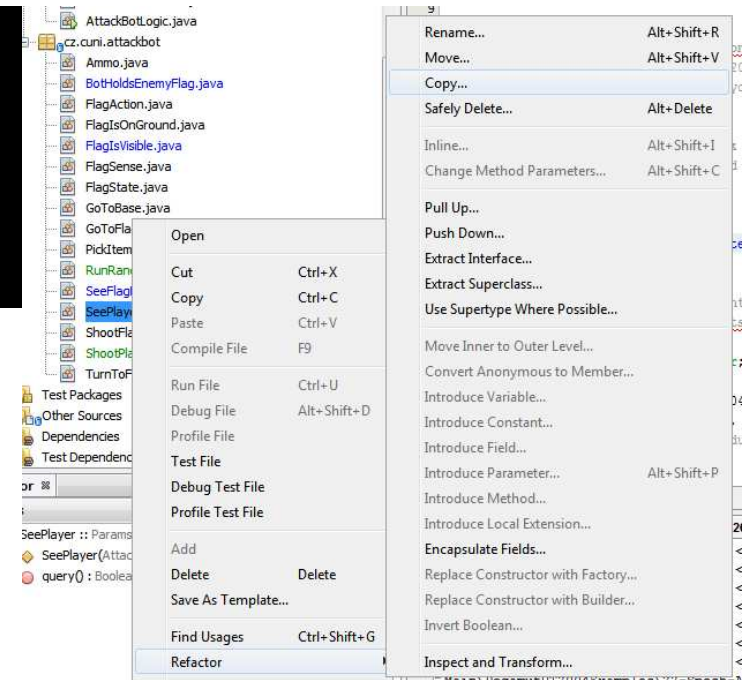 AttackBotLogic.java
cz.cuni.attackbot
Ammo.java
BotHoldsEnemyFlag.java
FlagAction.java
FlagIsOnGround.java
FlagIsVisible.java
FlagSense.java
FlagState.java
GoToBase.java
GoToFla
PickItem
RunRan
SeeFlag
SeePlaye
ShootFla
ShootPla
TurnToF
Test Packages
Other Sources
Dependencies
Test Dependenc
or
SeePlayer :: Params
SeePlayer(Attac
query() : Boolea
Open
Cut Ctrl+X
Copy Ctrl+C
Paste Ctrl+V
Compile File F9
Run File Ctrl+U
Debug File Alt+Shift+D
Profile File
Test File
Debug Test File
Profile Test File
Add
Delete Delete
Save As Template...
Find Usages Ctrl+Shift+G
Refactor
9
Rename... Alt+Shift+R
Move... Alt+Shift+V
Copy...
Safely Delete... Alt+Delete
Inline... Alt+Shift+I
Change Method Parameters... Alt+Shift+C
Pull Up...
Push Down...
Extract Interface...
Extract Superclass...
Use Supertype Where Possible...
Move Inner to Outer Level...
Convert Anonymous to Member...
Introduce Variable...
Introduce Constant...
Introduce Field...
Introduce Parameter... Alt+Shift+P
Introduce Method...
Introduce Local Extension...
Encapsulate Fields...
Replace Constructor with Factory...
Replace Constructor with Builder...
Invert Boolean...
Inspect and Transform...